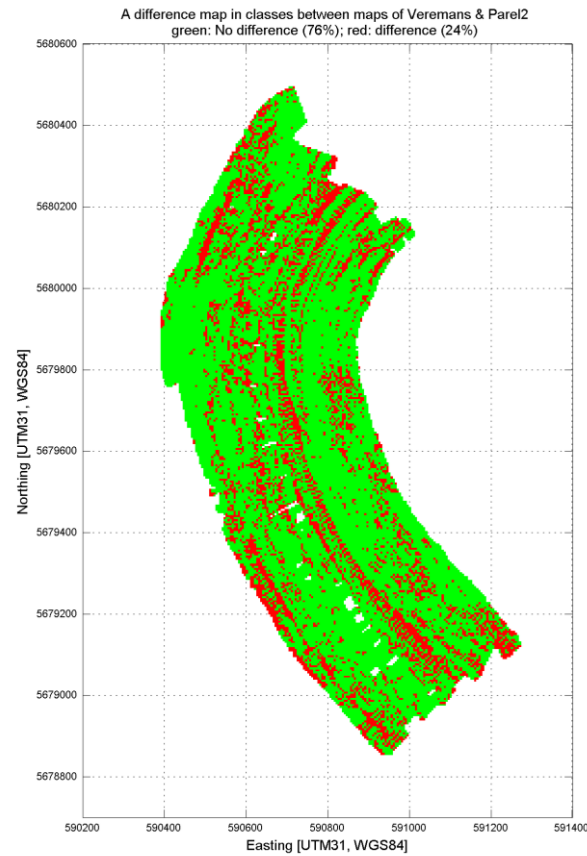 A difference map in classes between maps of Veremans & Parel2
green: No difference (76%); red: difference (24%)
5680600
5680400
5680200
5680000
5679800
5679600
5679400
5679200
5679000
5678800
Northing [UTM31, WGS84]
590200 590400 590600 590800 591000 591200 591400
Easting [UTM31, WGS84]